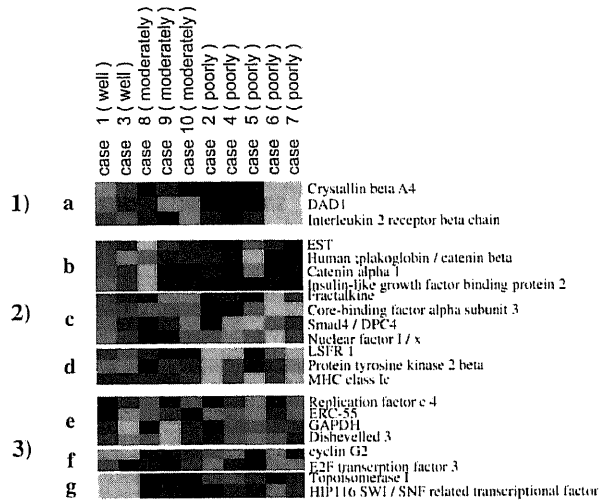 case 1 ( well )
case 3 ( well )
case 8 ( moderately )
case 9 ( moderately )
case 10 ( moderately )
case 2 ( poorly )
case 4 ( poorly )
case 5 ( poorly )
case 6 ( poorly )
case 7 ( poorly )
1)
a
Crystallin beta A4
DAD1
Interleukin 2 receptor beta chain
2)
b
EST
Human ;plakoglobin / catenin beta
Catenin alpha 1
Insulin-like growth factor binding protein 2
c
Fractalkine
Core-binding factor alpha subunit 3
Smad4 / DPC4
Nuclear factor I / x
d
LSFR 1
Protein tyrosine kinase 2 beta
MHC class Ic
3)
e
Replication factor c 4
ERC-55
GAPDH
Dishevelled 3
f
cyclin G2
E2F transcrption factor 3
g
Topoisomerase I
HIP116 SWI / SNF related transcriptional factor